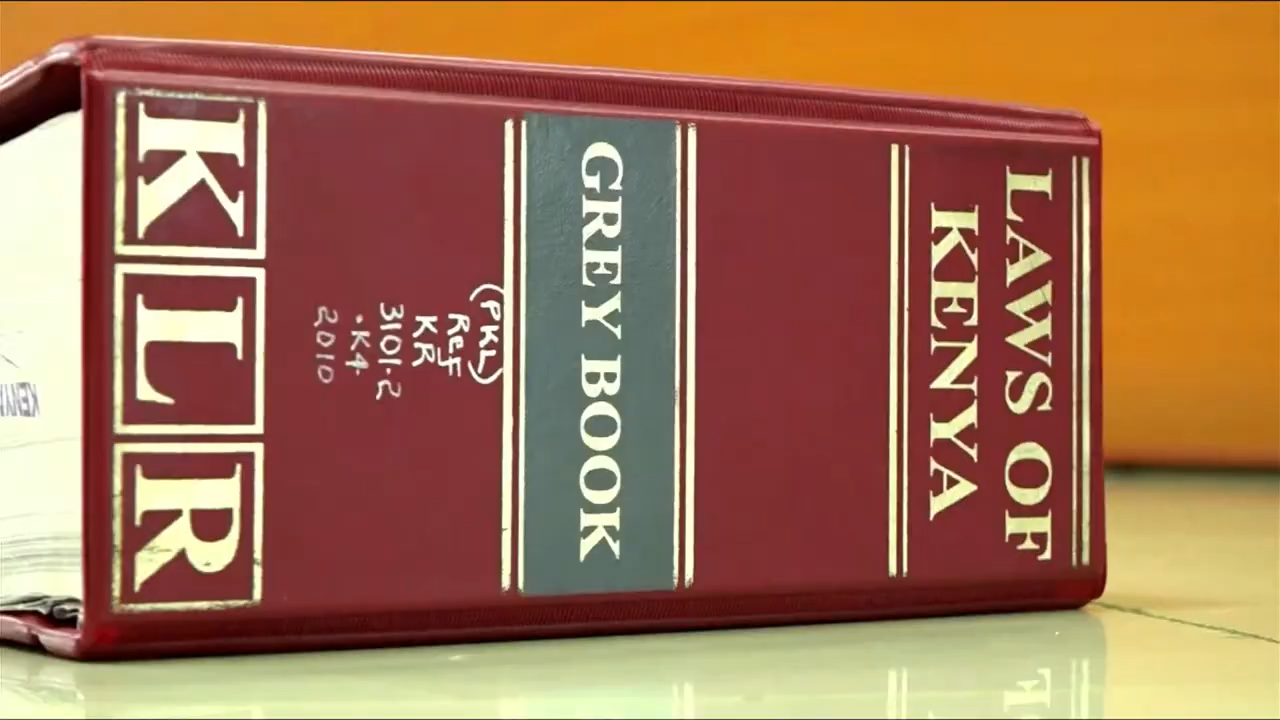 LAWS OF
KENYA
GREY BOOK
(PKL)
REF
KR
3101.2
.K4
2010
K
L
R